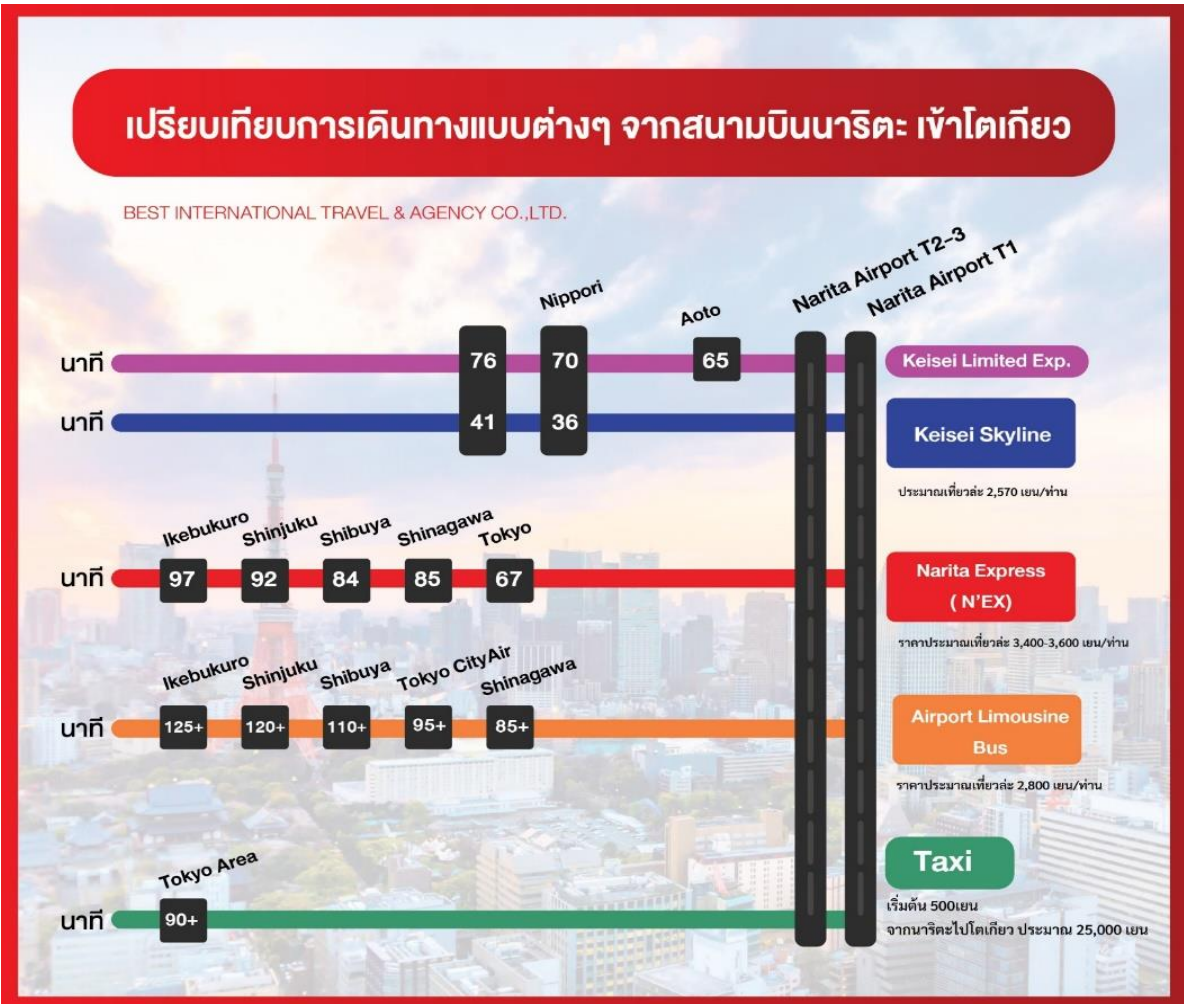 เปรียบเทียบการเดินทางแบบต่างๆ จากสนามบินนาริตะ เข้าโตเกียว
BEST INTERNATIONAL TRAVEL & AGENCY CO.,LTD.
Nippori
Aoto
Narita Airport T2-3
Narita Airport T1
นาที
76
70
65
Keisei Limited Exp.
นาที
41
36
Keisei Skyline
ประมาณเที่ยวล่ะ 2,570 เยน/ท่าน
Ikebukuro
Shinjuku
Shibuya
Shinagawa
Tokyo
นาที
97
92
84
85
67
Narita Express
( N'EX)
ราคาประมาณเที่ยวล่ะ 3,400-3,600 เยน/ท่าน
Ikebukuro
Shinjuku
Shibuya
Tokyo CityAir
Shinagawa
นาที
125+
120+
110+
95+
85+
Airport Limousine
Bus
ราคาประมาณเที่ยวล่ะ 2,800 เยน/ท่าน
Tokyo Area
นาที
90+
Taxi
เริ่มต้น 500เยน
จากนาริตะไปโตเกียว ประมาณ 25,000 เยน